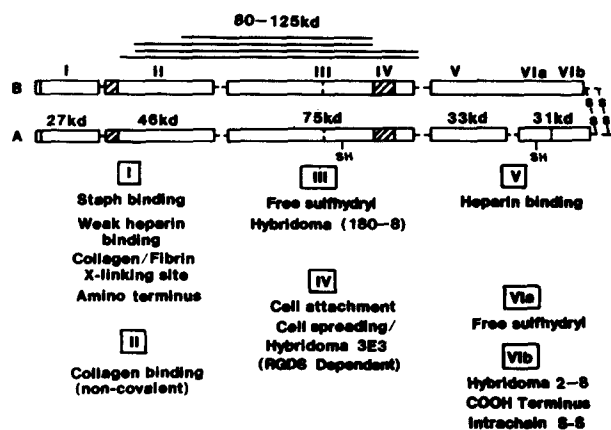 80-125kd
I II III IV V VIa VIb
B
S S
S S
27kd 46kd 75kd 33kd 31kd
A
SH SH
I
Staph binding
Weak heparin
binding
Collagen/Fibrin
X-linking site
Amino terminus
II
Collagen binding
(non-covalent)
III
Free sulfhydryl
Hybridoma (180-8)
IV
Cell attachment
Cell spreading/
Hybridoma 3E3
(RGDS Dependent)
V
Heparin binding
VIa
Free sulfhydryl
VIb
Hybridoma 2-8
COOH Terminus
Intrachain S-S